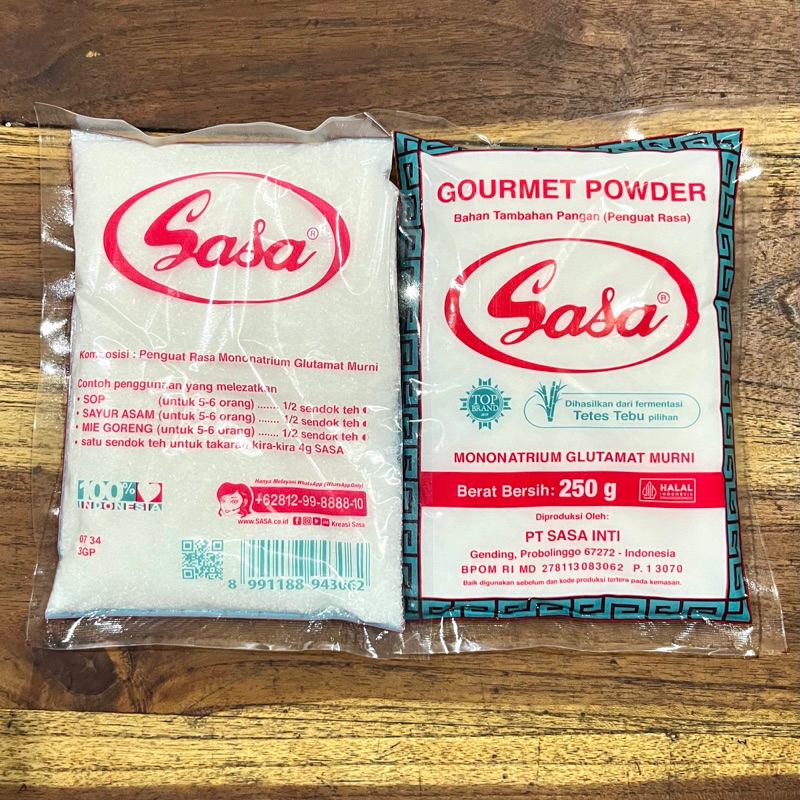 Sasa®
Komposisi : Penguat Rasa Mononatrium Glutamat Murni
Contoh penggunaan yang melezatkan
• SOP (untuk 5-6 orang) ....... 1/2 sendok teh
• SAYUR ASAM (untuk 5-6 orang) ....... 1/2 sendok teh
• MIE GORENG (untuk 5-6 orang) ....... 1/2 sendok teh
• satu sendok teh untuk takaran kira-kira 4g SASA
100%
INDONESIA
Hanya Melayani WhatsApp (WhatsApp Only)
+62812-99-8888-10
www.SASA.co.id Kreasi Sasa
07 34
3GP
8 991188 943062
GOURMET POWDER
Bahan Tambahan Pangan (Penguat Rasa)
Sasa®
TOP
BRAND
Dihasilkan dari fermentasi
Tetes Tebu pilihan
MONONATRIUM GLUTAMAT MURNI
Berat Bersih: 250 g
HALAL
INDONESIA
Diproduksi Oleh:
PT SASA INTI
Gending, Probolinggo 67272 - Indonesia
BPOM RI MD 278113083062 P. 13070
Baik digunakan sebelum dan kode produksi tertera pada kemasan.